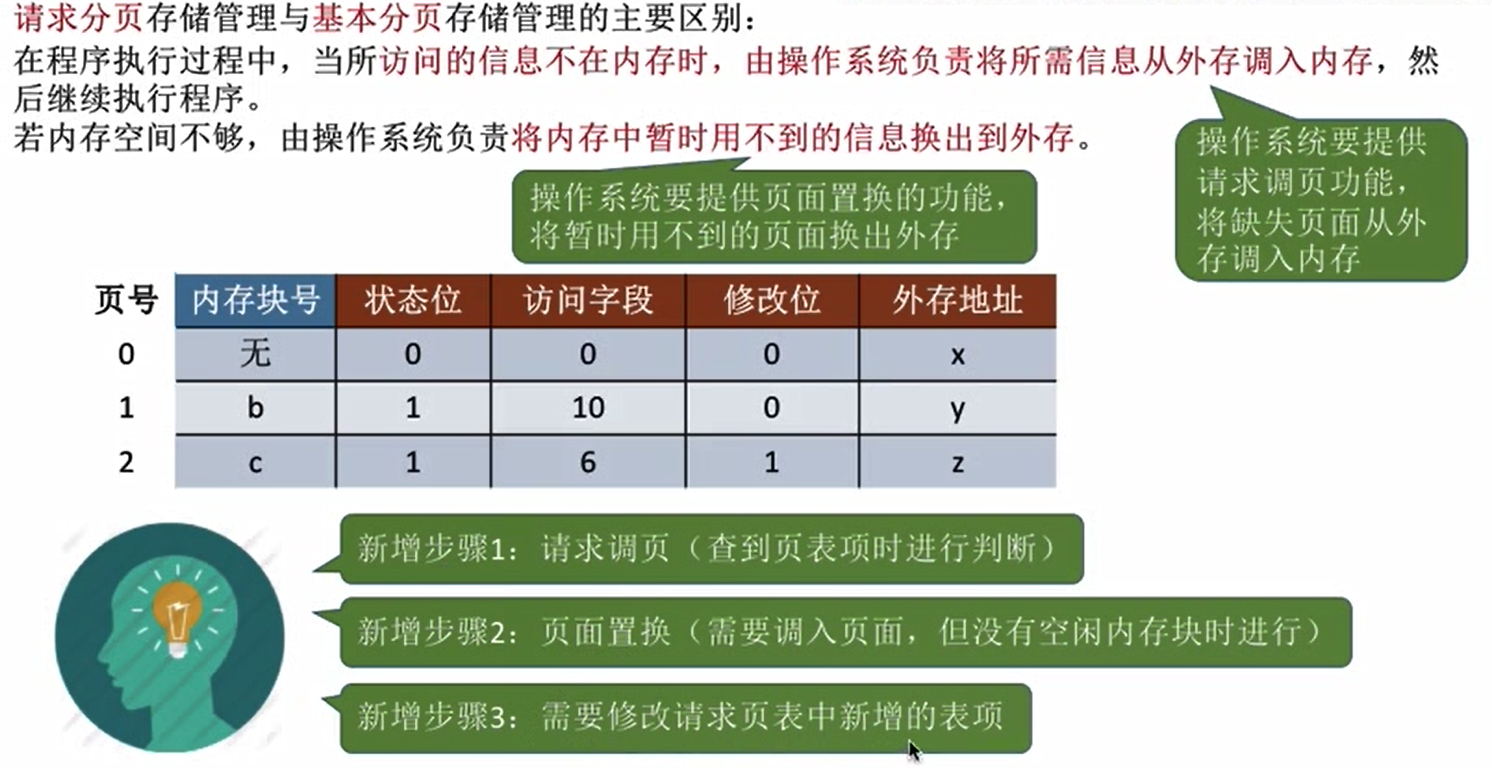 请求分页存储管理与基本分页存储管理的主要区别：
在程序执行过程中，当所访问的信息不在内存时，由操作系统负责将所需信息从外存调入内存，然
后继续执行程序。
若内存空间不够，由操作系统负责将内存中暂时用不到的信息换出到外存。
操作系统要提供
请求调页功能，
将缺失页面从外
存调入内存
操作系统要提供页面置换的功能，
将暂时用不到的页面换出外存
页号 内存块号 状态位 访问字段 修改位 外存地址
0 无 0 0 0 x
1 b 1 10 0 y
2 c 1 6 1 z
新增步骤1：请求调页（查到页表项时进行判断）
新增步骤2：页面置换（需要调入页面，但没有空闲内存块时进行）
新增步骤3：需要修改请求页表中新增的表项